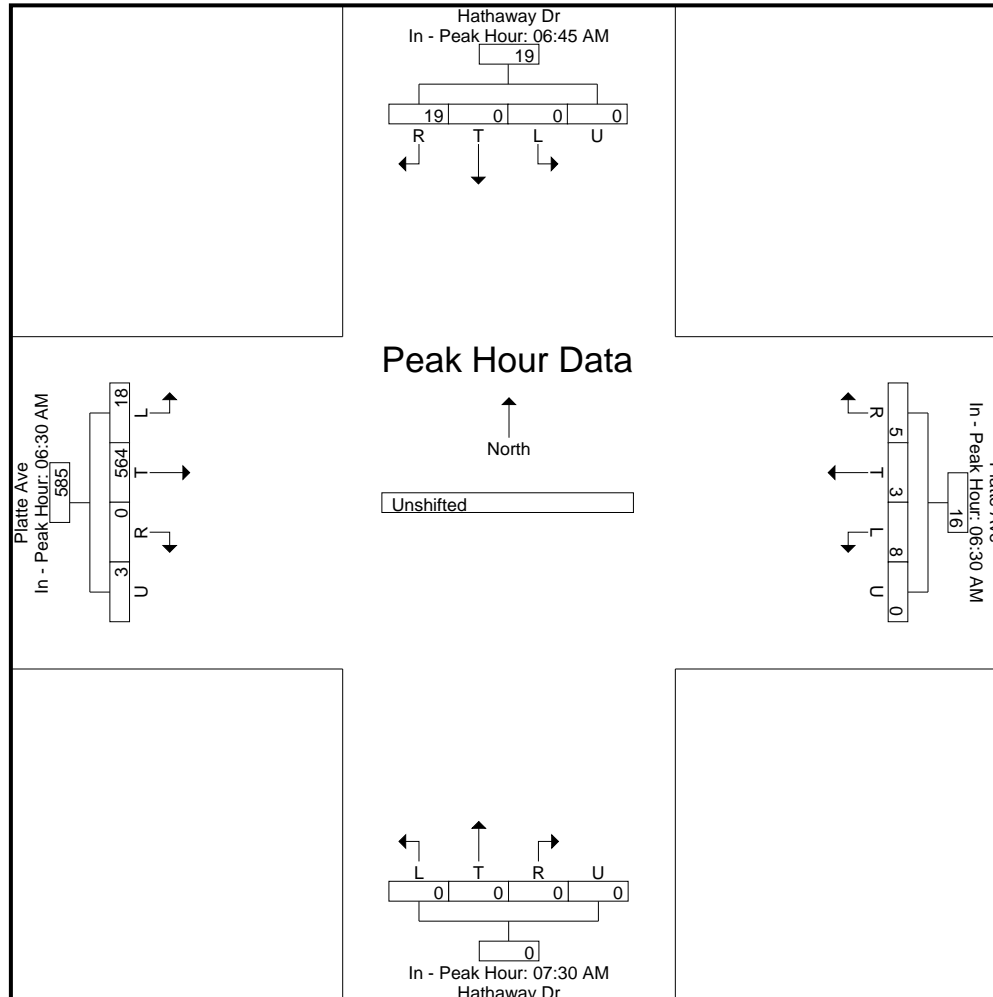 Hathaway Dr
In - Peak Hour: 06:45 AM
19
19 0 0 0
R T L U
Peak Hour Data
North
Unshifted
Platte Ave
In - Peak Hour: 06:30 AM
585
18 564 0 3
L T R U
In - Peak Hour: 06:30 AM
16
R T L U
5 3 8 0
L T R U
0 0 0 0
0
In - Peak Hour: 07:30 AM
Hathaway Dr